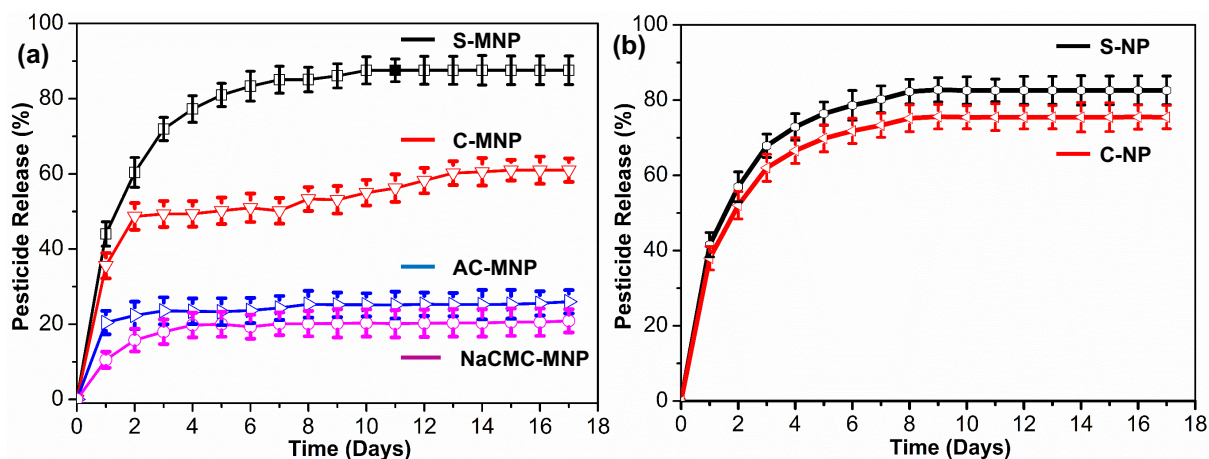 (a)
100
80
60
40
20
0
Pesticide Release (%)
S-MNP
C-MNP
AC-MNP
NaCMC-MNP
0 2 4 6 8 10 12 14 16 18
Time (Days)
(b)
100
80
60
40
20
0
Pesticide Release (%)
S-NP
C-NP
0 2 4 6 8 10 12 14 16 18
Time (Days)